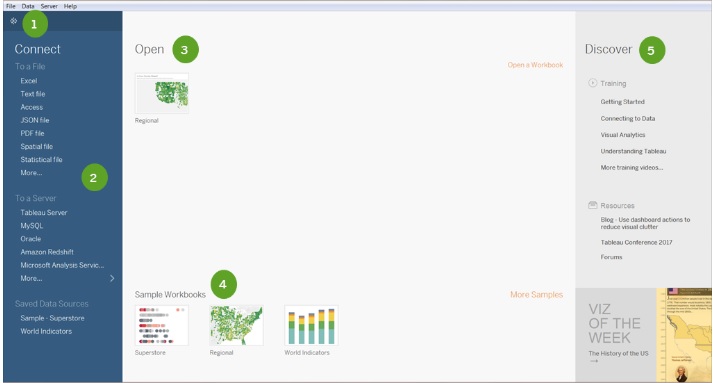 File Data Server Help
1
Connect
To a File
Excel
Text file
Access
JSON file
PDF file
Spatial file
Statistical file
More...
2
To a Server
Tableau Server
MySQL
Oracle
Amazon Redshift
Microsoft Analysis Servic...
More...
Saved Data Sources
Sample - Superstore
World Indicators
Open
3
Open a Workbook
Regional
Sample Workbooks
4
More Samples
Superstore
Regional
World Indicators
Discover
5
Training
Getting Started
Connecting to Data
Visual Analytics
Understanding Tableau
More training videos...
Resources
Blog - Use dashboard actions to
reduce visual clutter
Tableau Conference 2017
Forums
VIZ
OF THE
WEEK
The History of the US
→